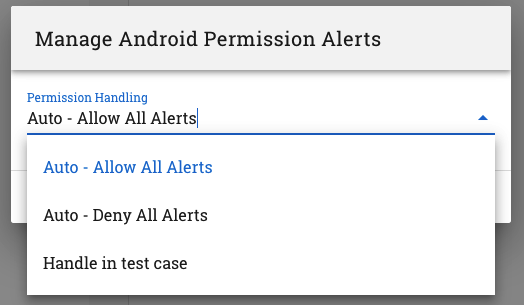 Manage Android Permission Alerts
Permission Handling
Auto - Allow All Alerts
Auto - Allow All Alerts
Auto - Deny All Alerts
Handle in test case